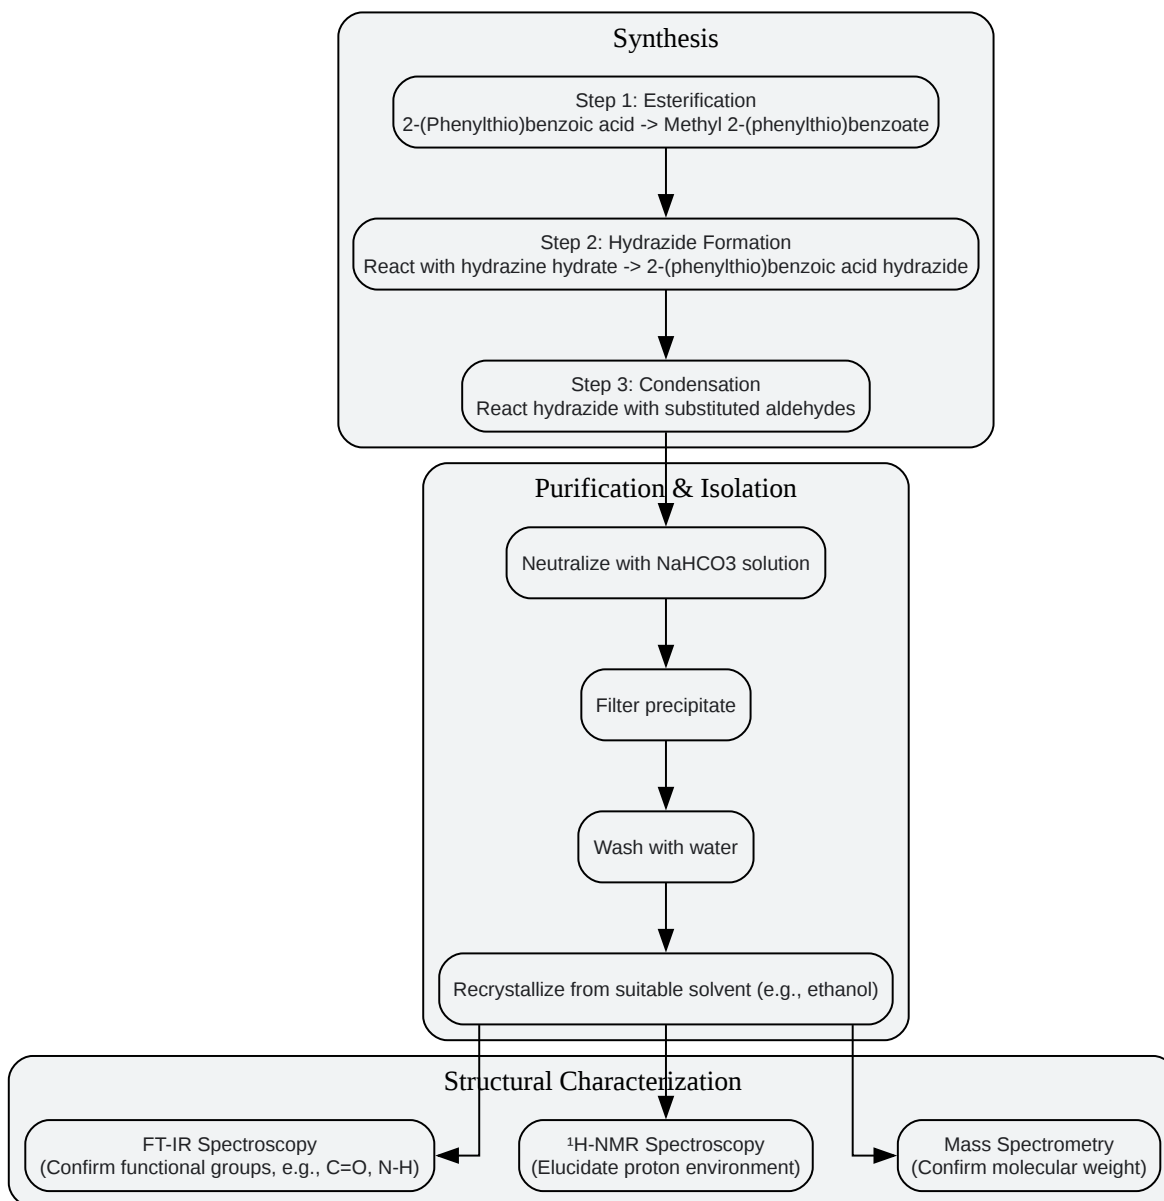 Synthesis
Step 1: Esterification
2-(Phenylthio)benzoic acid -> Methyl 2-(phenylthio)benzoate
Step 2: Hydrazide Formation
React with hydrazine hydrate -> 2-(phenylthio)benzoic acid hydrazide
Step 3: Condensation
React hydrazide with substituted aldehydes
Purification & Isolation
Neutralize with NaHCO3 solution
Filter precipitate
Wash with water
Recrystallize from suitable solvent (e.g., ethanol)
Structural Characterization
FT-IR Spectroscopy
(Confirm functional groups, e.g., C=O, N-H)
¹H-NMR Spectroscopy
(Elucidate proton environment)
Mass Spectrometry
(Confirm molecular weight)